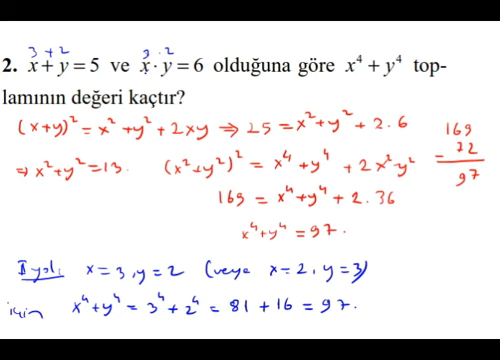 3 + 2 3 . 2
2. x + y = 5 ve x · y = 6 olduğuna göre x⁴ + y⁴ top-
lamının değeri kaçtır?
(x+y)² = x² + y² + 2xy ⇒ 25 = x² + y² + 2.6
⇒ x² + y² = 13. (x² + y²)² = x⁴ + y⁴ + 2x²y²
169 = x⁴ + y⁴ + 2.36
x⁴ + y⁴ = 97.
169
- 72
97
II yol: x = 3, y = 2 (veya x = 2, y = 3)
için x⁴ + y⁴ = 3⁴ + 2⁴ = 81 + 16 = 97.